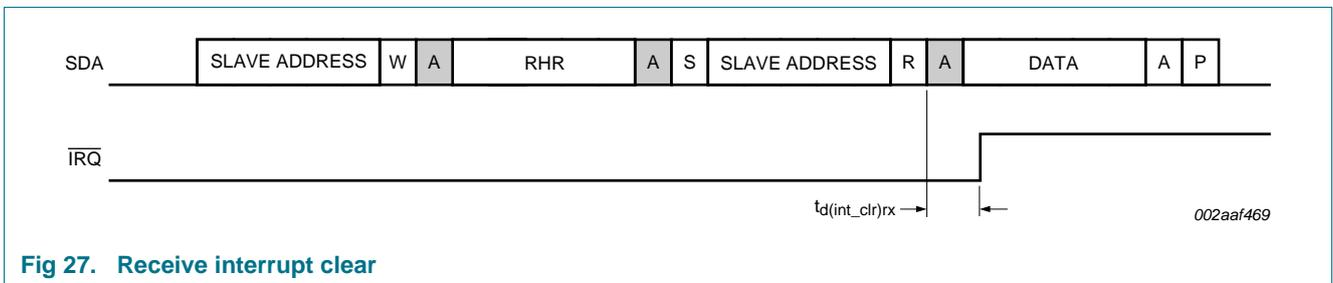 SDA SLAVE ADDRESS W A RHR A S SLAVE ADDRESS R A DATA A P
IRQ
td(int_clr)rx
002aaf469
Fig 27. Receive interrupt clear